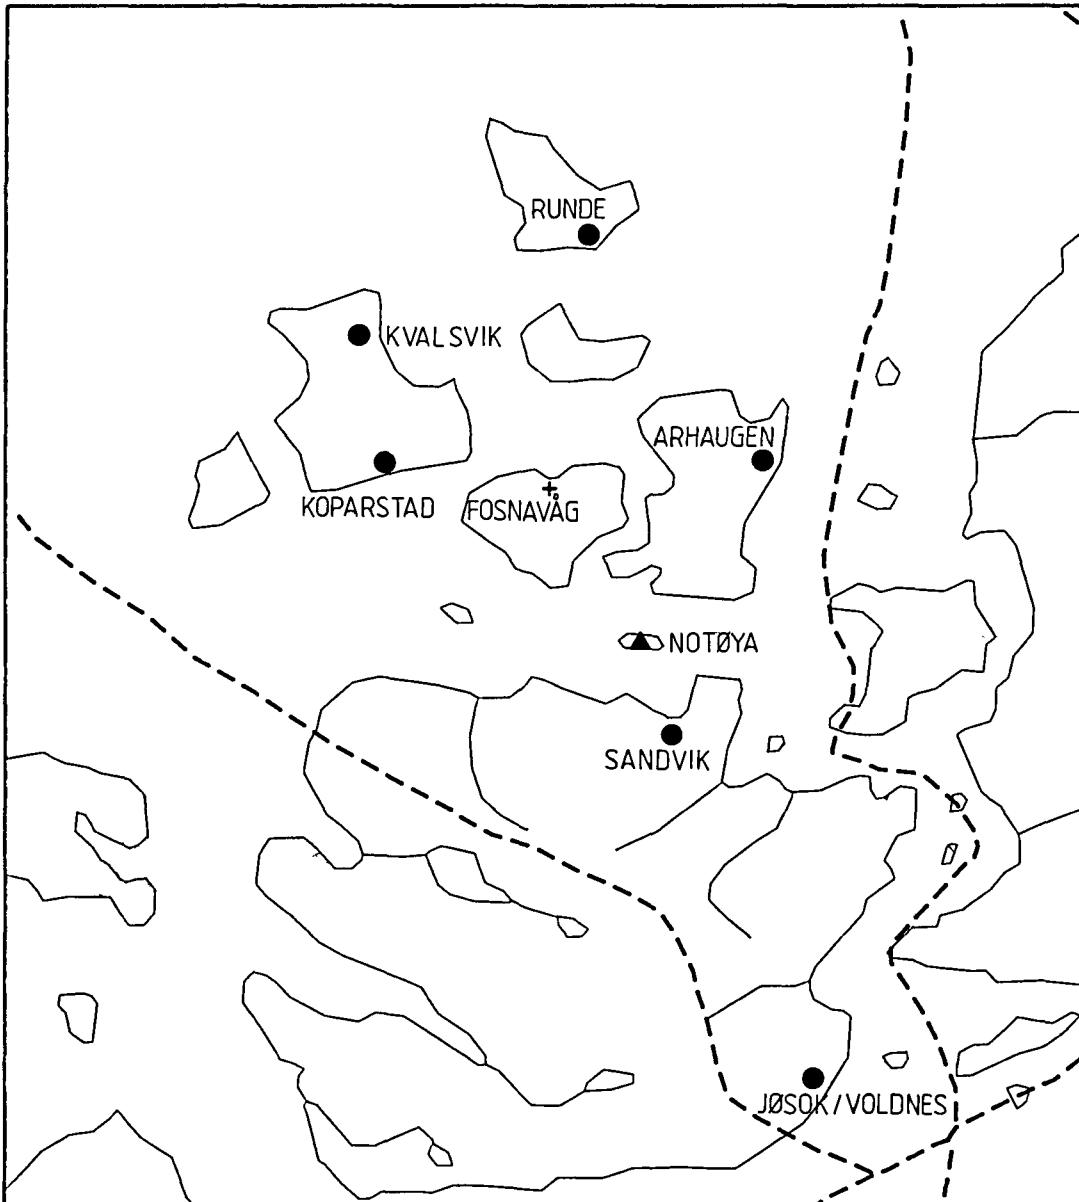 RUNDE
KVALSVIK
ARHAUGEN
KOPARSTAD
FOSNAVÅG
NOTØYA
SANDVIK
JØSOK/VOLDNES